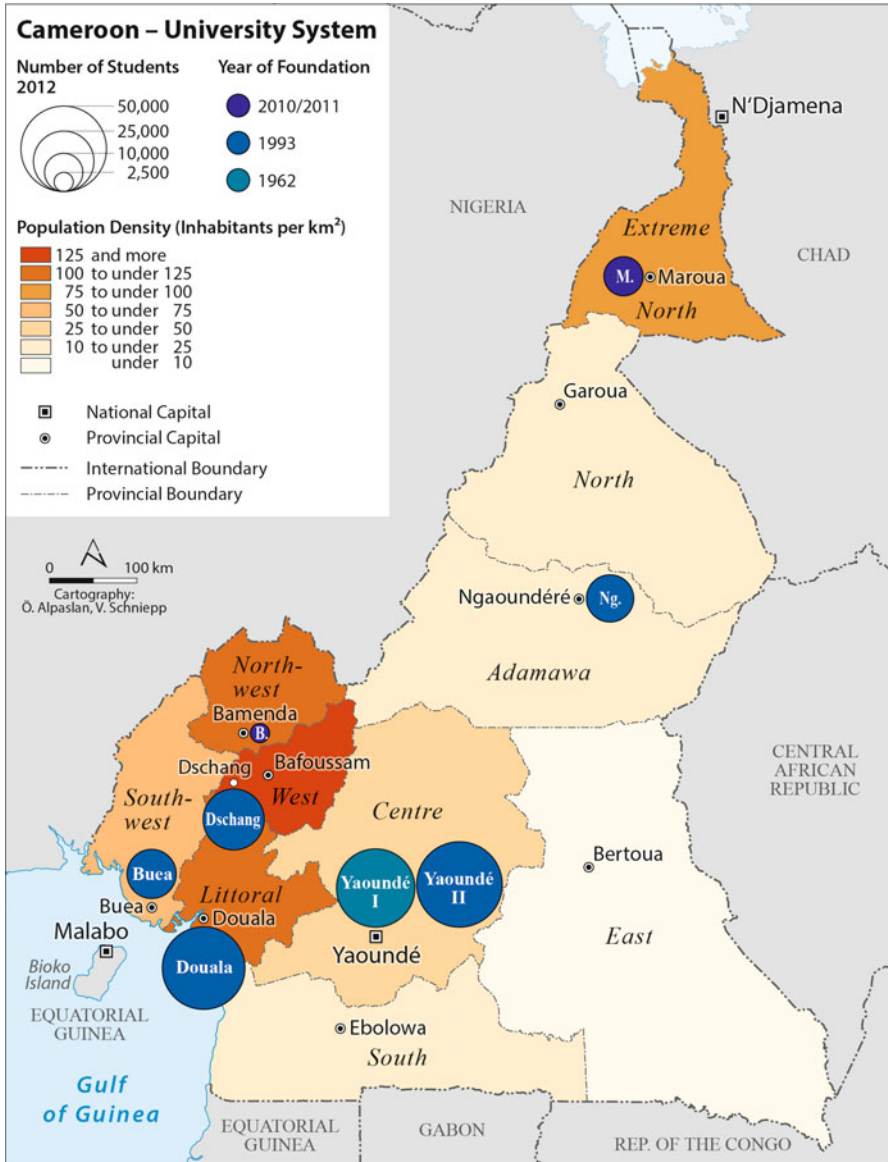 Cameroon – University System
Number of Students
2012
50,000
25,000
10,000
2,500
Year of Foundation
2010/2011
1993
1962
Population Density (Inhabitants per km²)
125 and more
100 to under 125
75 to under 100
50 to under 75
25 to under 50
10 to under 25
under 10
National Capital
Provincial Capital
International Boundary
Provincial Boundary
0 100 km
Cartography:
Ö. Alpaslan, V. Schniepp
N'Djamena
NIGERIA
Extreme
CHAD
M.
Maroua
North
Garoua
North
Ngaoundéré
Ng.
Adamawa
North-
west
Bamenda
B.
Dschang
Bafoussam
West
CENTRAL
AFRICAN
REPUBLIC
South-
west
Dschang
Centre
Buea
Yaoundé
I
Yaoundé
II
Bertoua
Littoral
Buea
Douala
Malabo
Yaoundé
East
Douala
Bioko
Island
EQUATORIAL
GUINEA
Ebolowa
South
Gulf
of Guinea
EQUATORIAL
GUINEA
GABON
REP. OF THE CONGO